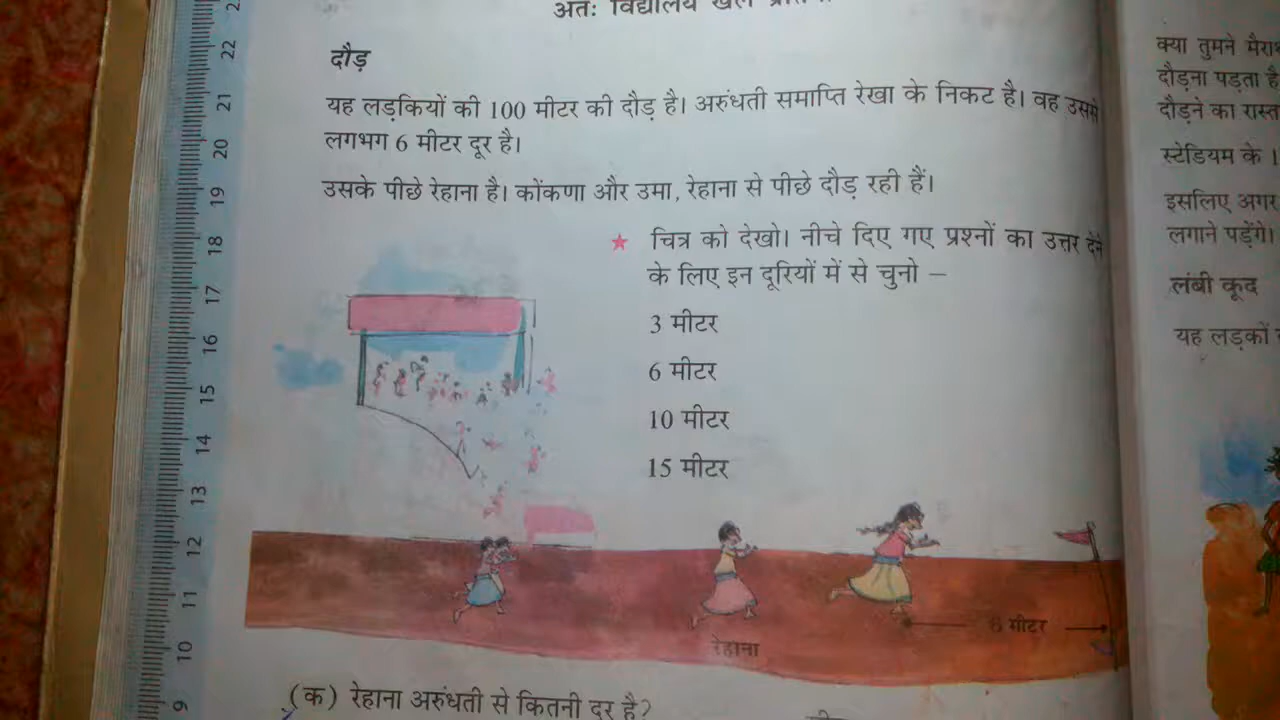 अतः विद्यालय खेल
दौड़
यह लड़कियों की 100 मीटर की दौड़ है। अरुंधती समाप्ति रेखा के निकट है। वह उससे
लगभग 6 मीटर दूर है।
उसके पीछे रेहाना है। कोंकणा और उमा, रेहाना से पीछे दौड़ रही हैं।
★ चित्र को देखो। नीचे दिए गए प्रश्नों का उत्तर देने
के लिए इन दूरियों में से चुनो –
3 मीटर
6 मीटर
10 मीटर
15 मीटर
6 मीटर
रेहाना
(क) रेहाना अरुंधती से कितनी दूर है?
क्या तुमने
दौड़ना पड़ता है
दौड़ने का
स्टेडियम के
इसलिए अगर
लगाने पड़ेंगे।
लंबी कूद
यह लड़कों
22
21
20
19
18
17
16
15
14
13
12
11
10
9